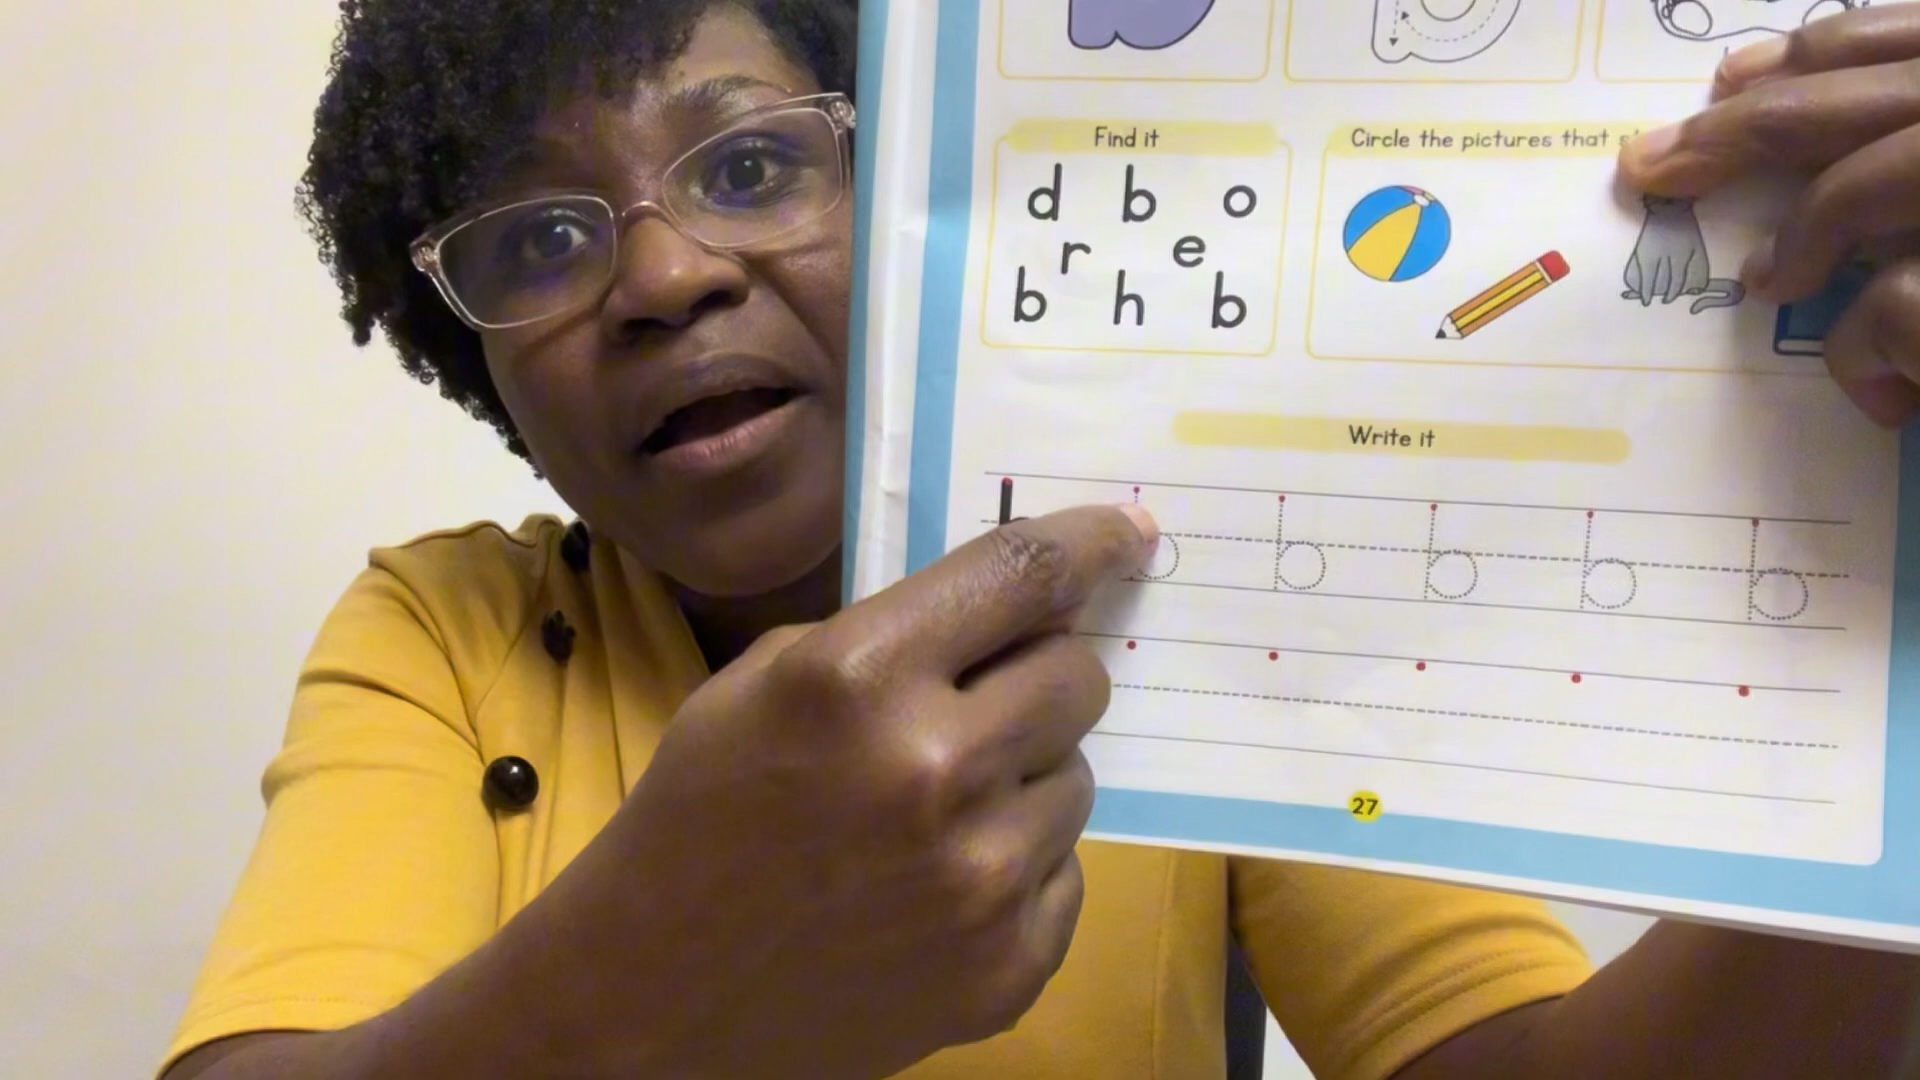 Find it
Circle the pictures that
d b o
r e
b h b
Write it
b b b b b b
27